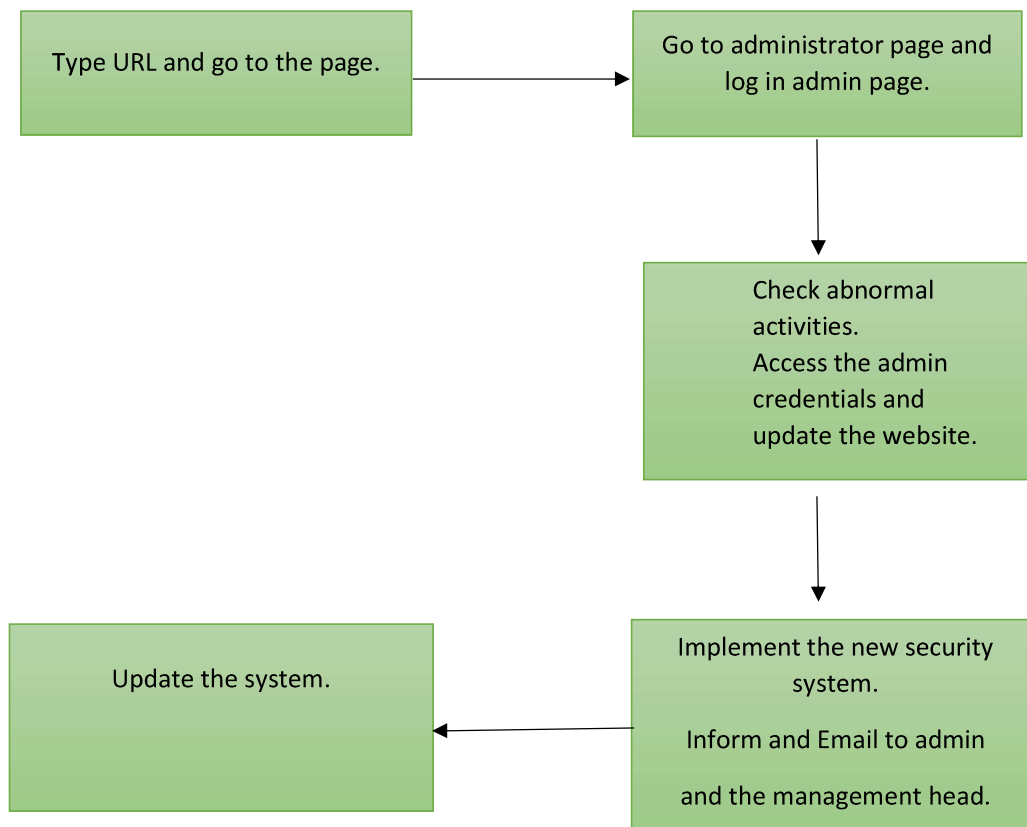 Type URL and go to the page.
Go to administrator page and
log in admin page.
Check abnormal
activities.
Access the admin
credentials and
update the website.
Implement the new security
system.
Inform and Email to admin
and the management head.
Update the system.